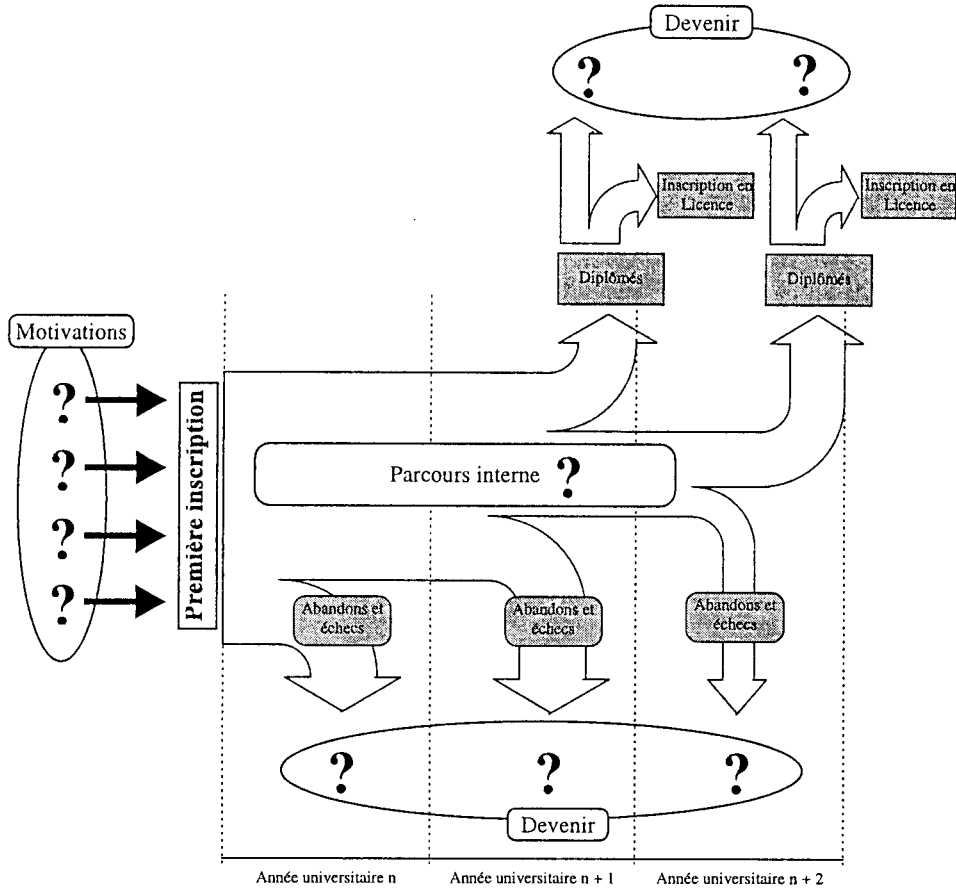 Devenir
? ?
Inscription en
Licence
Inscription en
Licence
Diplômés
Diplômés
Motivations
?
?
?
?
Première inscription
Parcours interne ?
Abandons et
échecs
Abandons et
échecs
Abandons et
échecs
? ? ?
Devenir
Année universitaire n
Année universitaire n + 1
Année universitaire n + 2